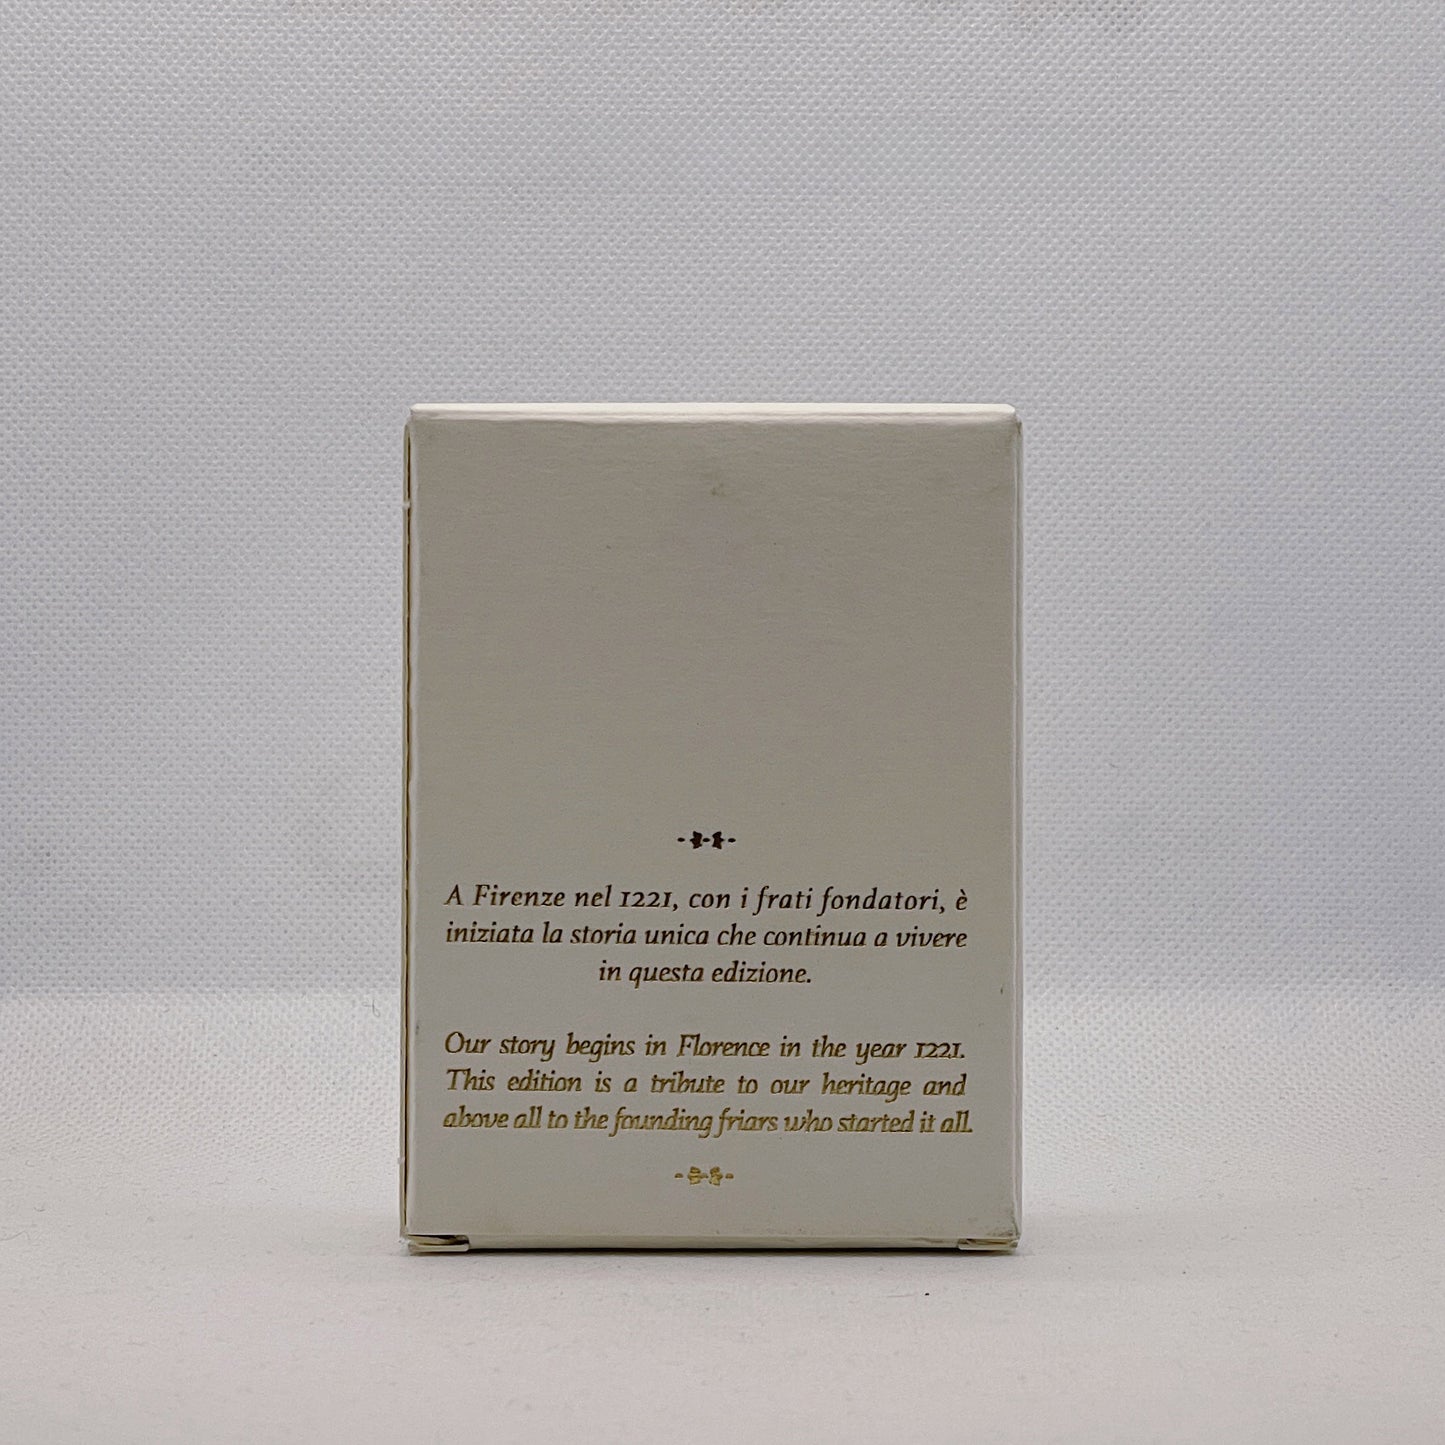 A Firenze nel 1221, con i frati fondatori, è
iniziata la storia unica che continua a vivere
in questa edizione.
Our story begins in Florence in the year 1221.
This edition is a tribute to our heritage and
above all to the founding friars who started it all.